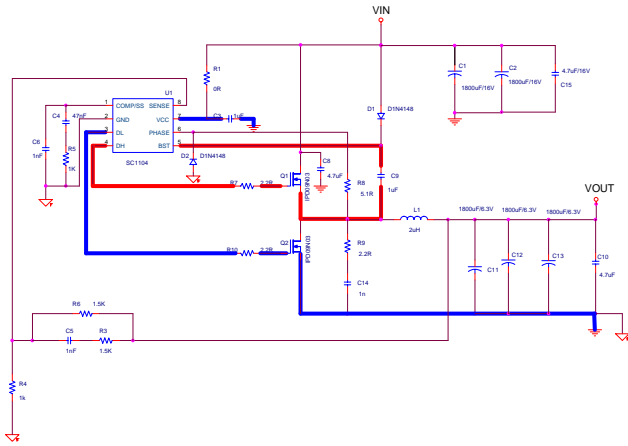 VIN
R1
0R
C1
1800uF/16V
C2
1800uF/16V
4.7uF/16V
C15
U1
1 COMP/SS SENSE 8
2 GND VCC 7
3 DL PHASE 6
4 DH BST 5
SC1104
C4 47nF
C6
1nF
R5
1K
C3 1uF
D1 D1N4148
D2 D1N4148
Q1
IPD09N03
C8
4.7uF
R7 2.2R
R8
5.1R
C9
1uF
VOUT
L1
2uH
1800uF/6.3V
1800uF/6.3V
1800uF/6.3V
Q2
IPD09N03
R10 2.2R
R9
2.2R
C14
1n
C11
C12
C13
C10
4.7uF
R6 1.5K
C5
1nF
R3
1.5K
R4
1k